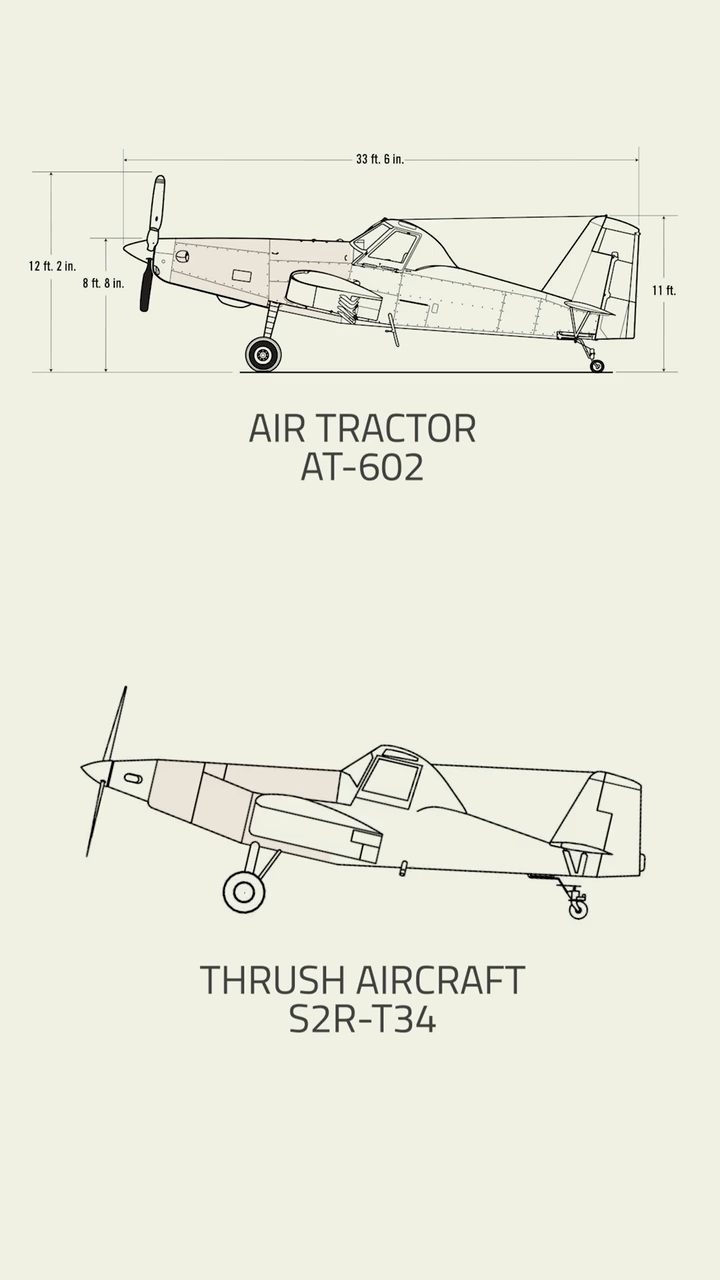 33 ft. 6 in.
12 ft. 2 in.
8 ft. 8 in.
11 ft.
AIR TRACTOR
AT-602
THRUSH AIRCRAFT
S2R-T34